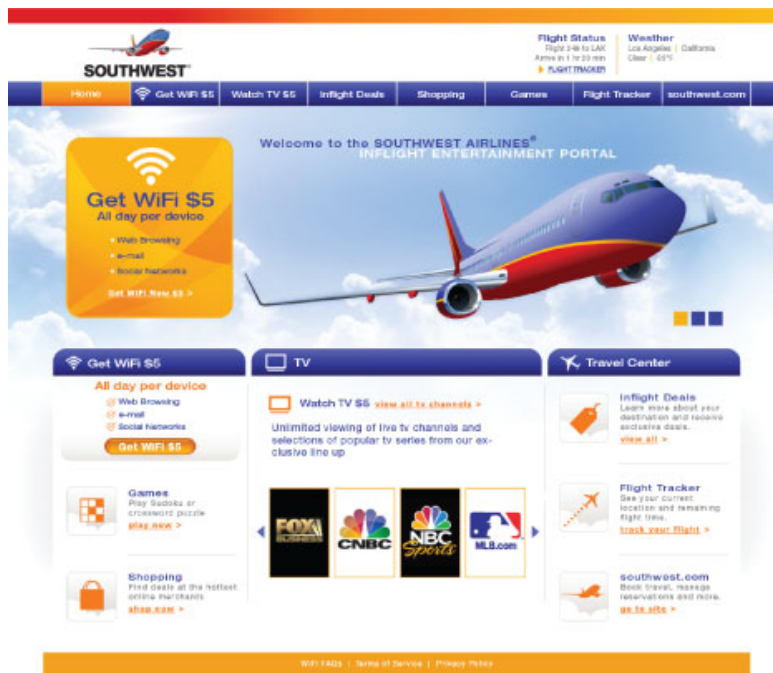 SOUTHWEST
Flight Status
Flight 246 to LAX
Arrive in 1 hr 23 min
FLIGHT TRACKER
Weather
Los Angeles | California
Clear |
Home
Get WiFi $5
Watch TV $5
Inflight Deals
Shopping
Games
Flight Tracker
southwest.com
Get WiFi $5
All day per device
• Web Browsing
• e-mail
• Social Networks
Get WiFi Now $5 >
Welcome to the SOUTHWEST AIRLINES®
INFLIGHT ENTERTAINMENT PORTAL
Get WiFi $5
All day per device
Web Browsing
e-mail
Social Networks
Get WiFi $5
Games
Play Sudoku or
crossword puzzle
play now >
Shopping
Find deals at the hottest
online merchants
shop now >
TV
Watch TV $5 view all tv channels >
Unlimited viewing of live tv channels and
selections of popular tv series from our ex-
clusive line up
FOX
BUSINESS
CNBC
NBC
Sports
MLB.com
Travel Center
Inflight Deals
Learn more about your
destination and receive
exclusive deals.
view all >
Flight Tracker
See your current
location and remaining
flight time.
track your flight >
southwest.com
Book travel, manage
reservations and more.
go to site >
WiFi FAQs | Terms of Service | Privacy Policy